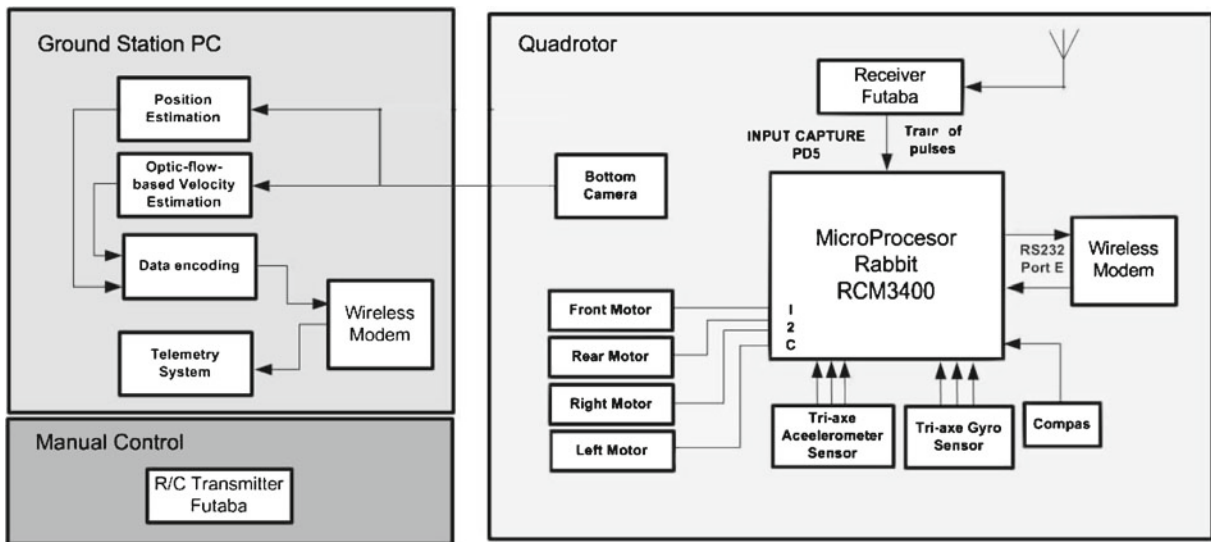 Ground Station PC
Position
Estimation
Optic-flow-
based Velocity
Estimation
Data encoding
Wireless
Modem
Telemetry
System
Manual Control
R/C Transmitter
Futaba
Quadrotor
Receiver
Futaba
INPUT CAPTURE
PD5
Train of
pulses
Bottom
Camera
MicroProcesor
Rabbit
RCM3400
RS232
Port E
Wireless
Modem
Front Motor
Rear Motor
Right Motor
Left Motor
I
2
C
Tri-axe
Acelerometer
Sensor
Tri-axe Gyro
Sensor
Compas